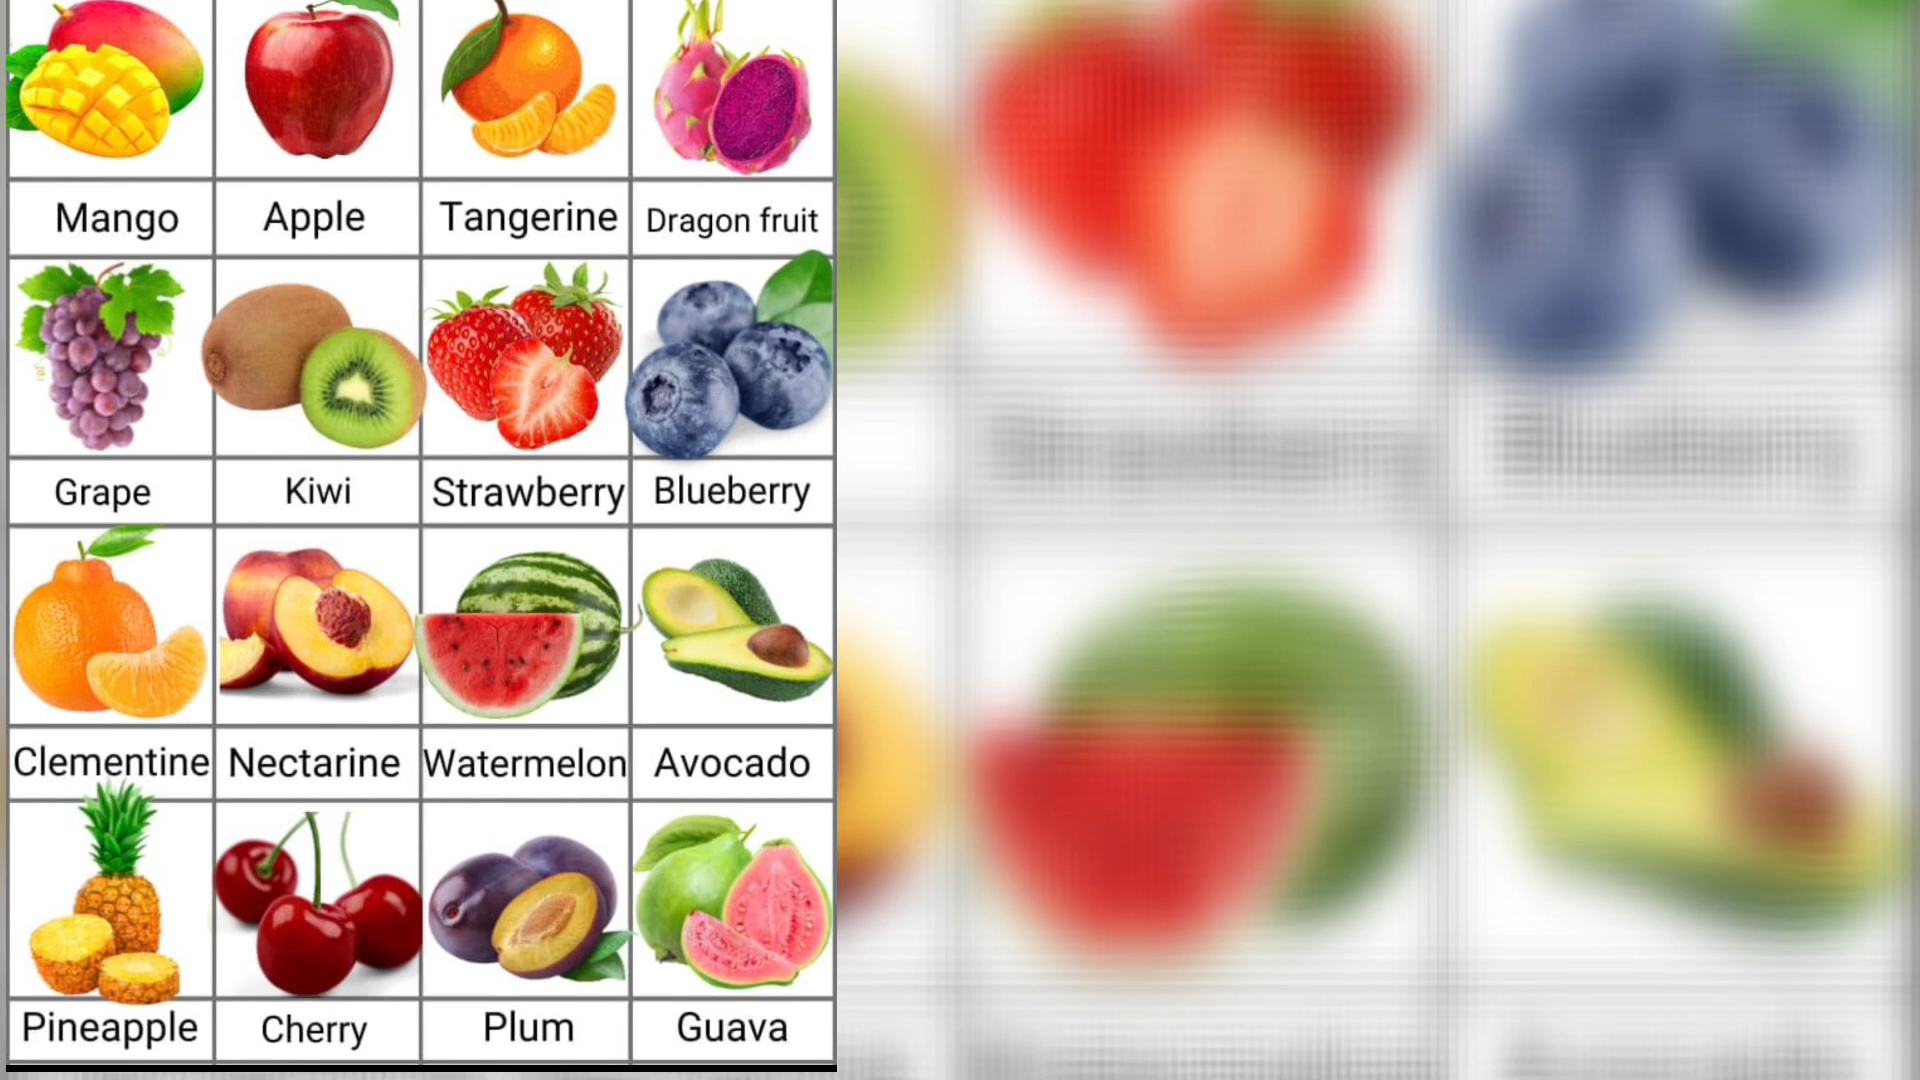 Mango Apple Tangerine Dragon fruit
Grape Kiwi Strawberry Blueberry
Clementine Nectarine Watermelon Avocado
Pineapple Cherry Plum Guava